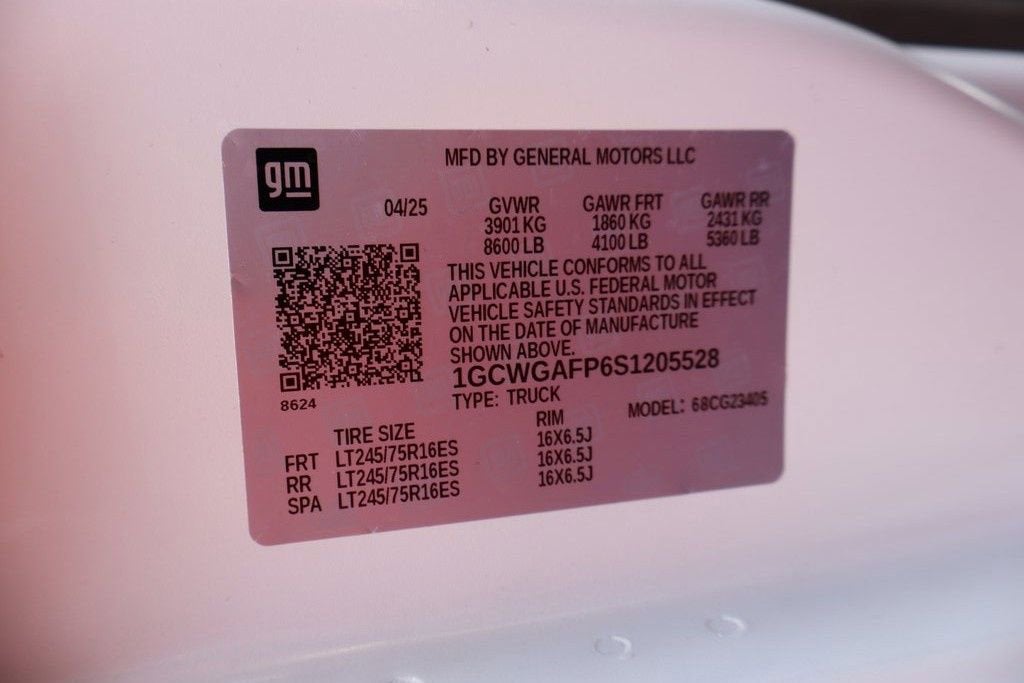 gm
MFD BY GENERAL MOTORS LLC
04/25 GVWR GAWR FRT GAWR RR
3901 KG 1860 KG 2431 KG
8600 LB 4100 LB 5360 LB
THIS VEHICLE CONFORMS TO ALL
APPLICABLE U.S. FEDERAL MOTOR
VEHICLE SAFETY STANDARDS IN EFFECT
ON THE DATE OF MANUFACTURE
SHOWN ABOVE.
1GCWGAFP6S1205528
8624
TYPE: TRUCK MODEL: 68CG23405
TIRE SIZE RIM
FRT LT245/75R16ES 16X6.5J
RR LT245/75R16ES 16X6.5J
SPA LT245/75R16ES 16X6.5J